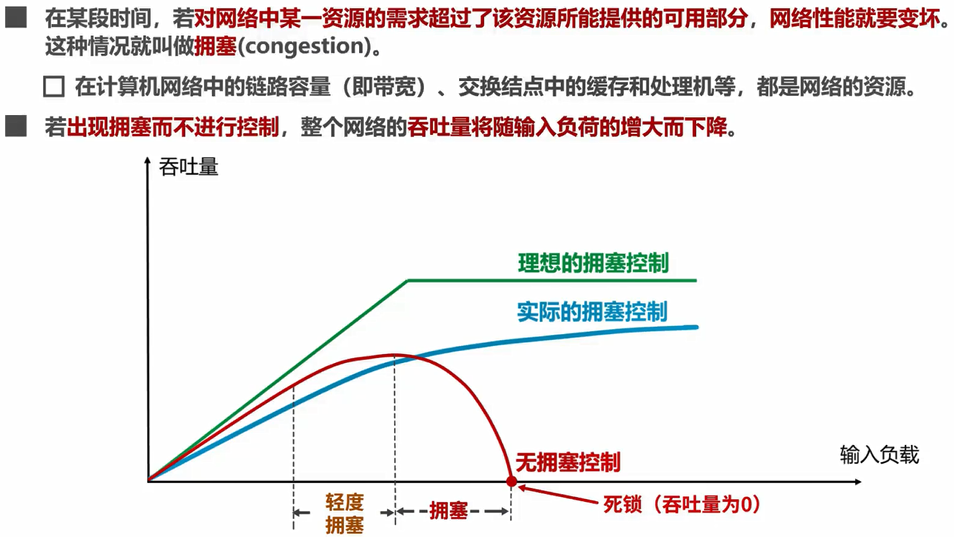 在某段时间，若对网络中某一资源的需求超过了该资源所能提供的可用部分，网络性能就要变坏。
这种情况就叫做拥塞(congestion)。
在计算机网络中的链路容量（即带宽）、交换结点中的缓存和处理机等，都是网络的资源。
若出现拥塞而不进行控制，整个网络的吞吐量将随输入负荷的增大而下降。
吞吐量
理想的拥塞控制
实际的拥塞控制
无拥塞控制
输入负载
死锁（吞吐量为0）
轻度
拥塞
拥塞